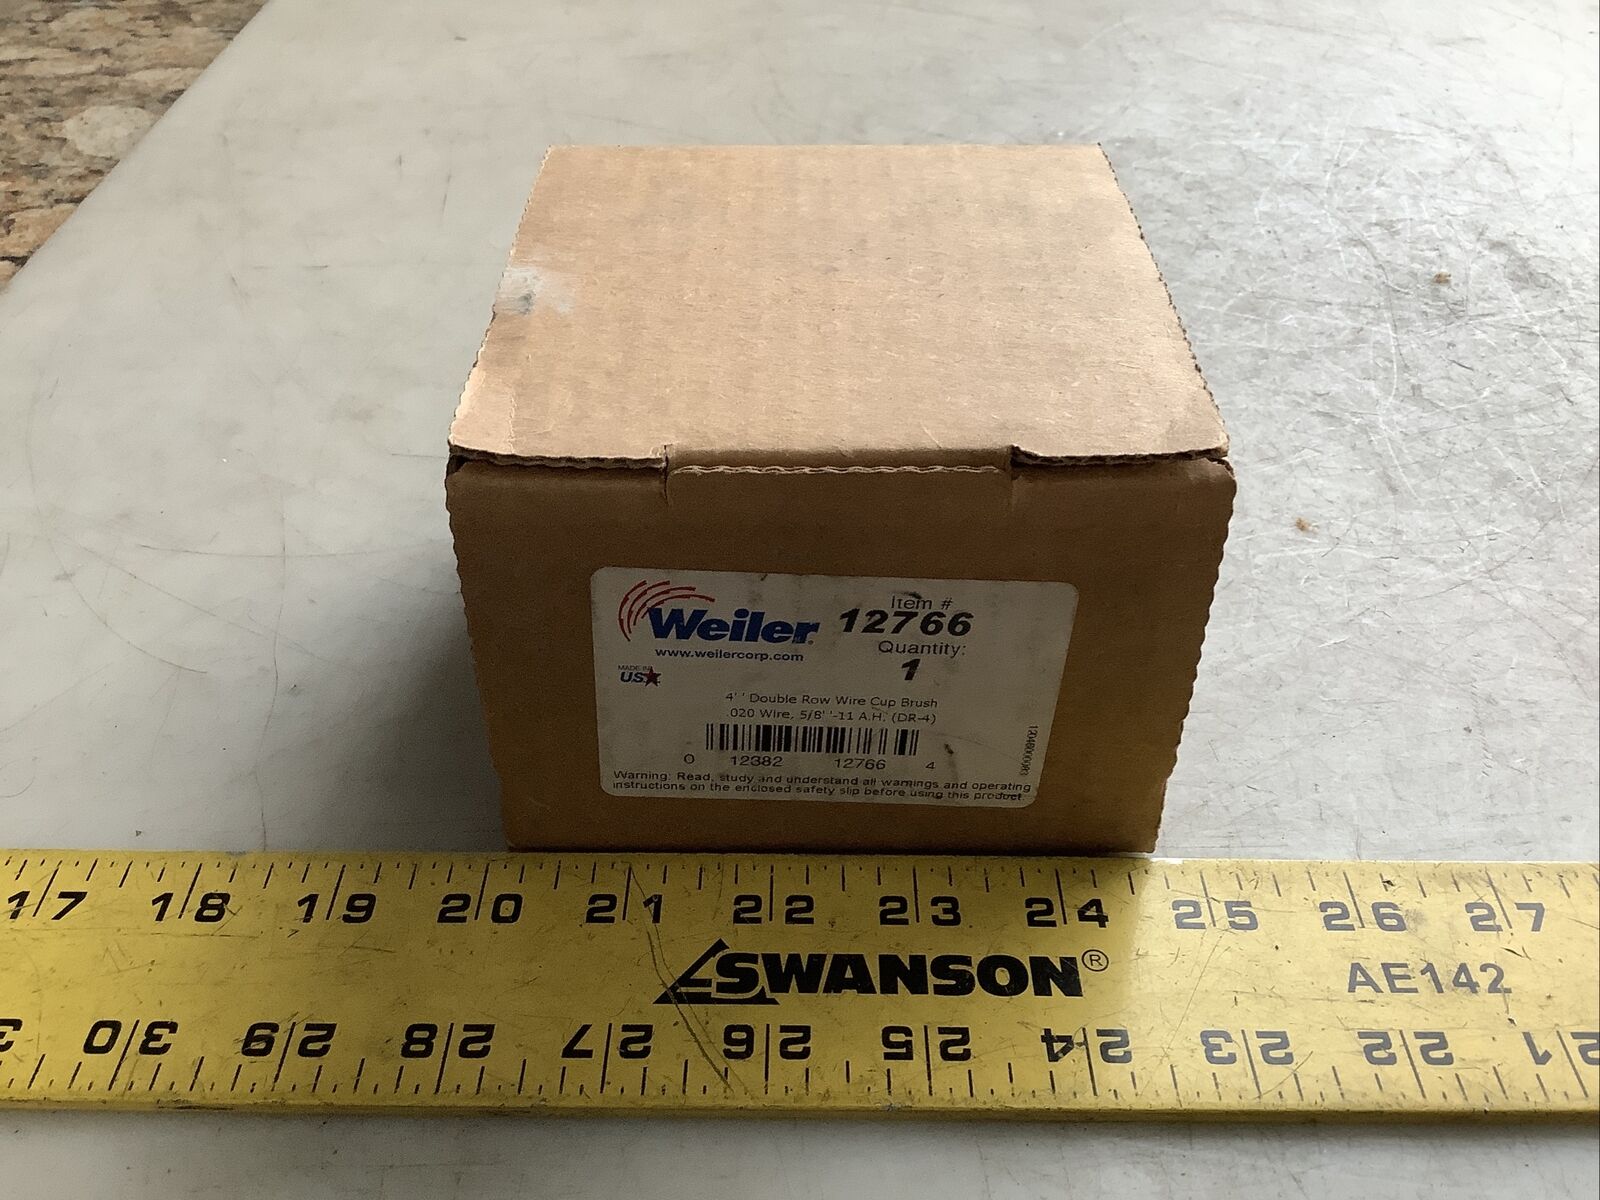 Weiler®
www.weilercorp.com
MADE IN
USA
Item #
12766
Quantity:
1
4'' Double Row Wire Cup Brush
.020 Wire, 5/8''-11 A.H. (DR-4)
0 12382 12766 4
Warning: Read, study and understand all warnings and operating
instructions on the enclosed safety slip before using this product.
17 18 19 20 21 22 23 24 25 26 27
SWANSON®
AE142
30 29 28 27 26 25 24 23 22 21